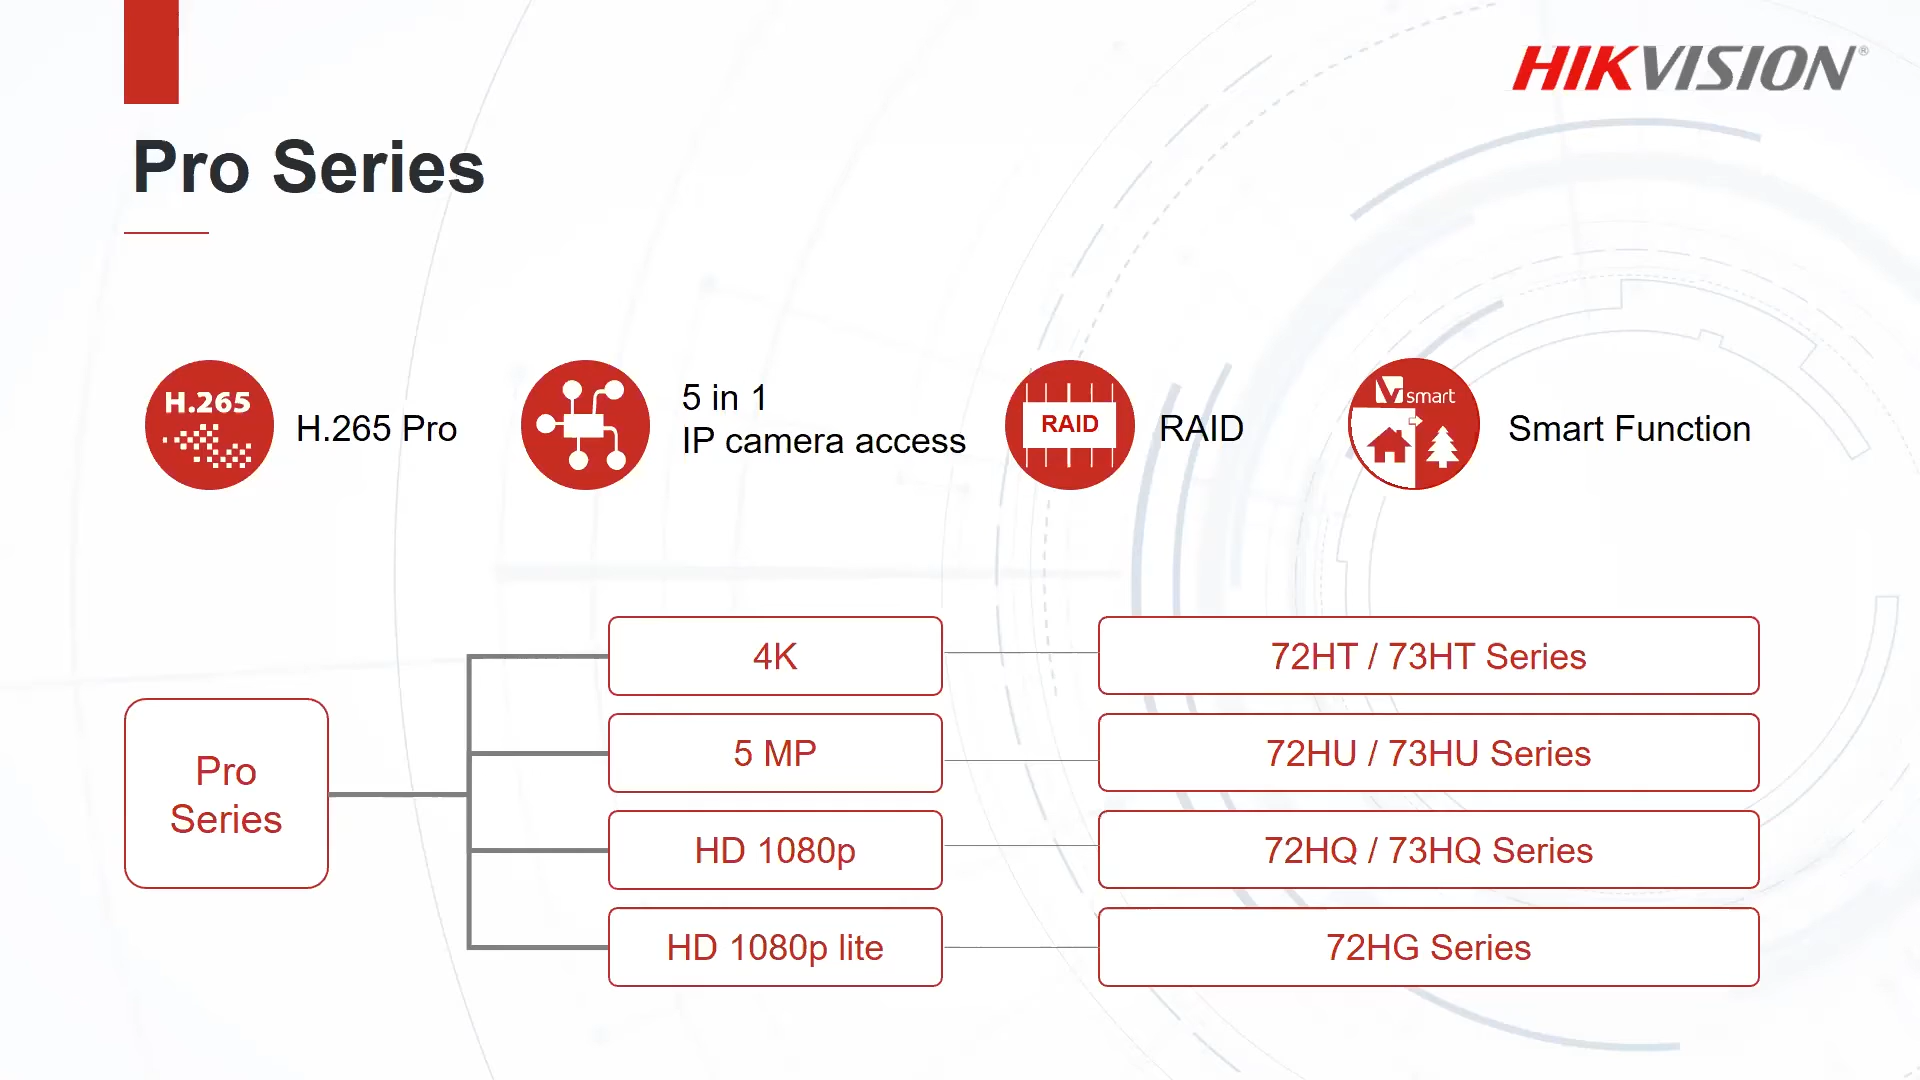 HIKVISION®
Pro Series
H.265
H.265 Pro
5 in 1
IP camera access
RAID
RAID
smart
Smart Function
Pro
Series
4K
72HT / 73HT Series
5 MP
72HU / 73HU Series
HD 1080p
72HQ / 73HQ Series
HD 1080p lite
72HG Series